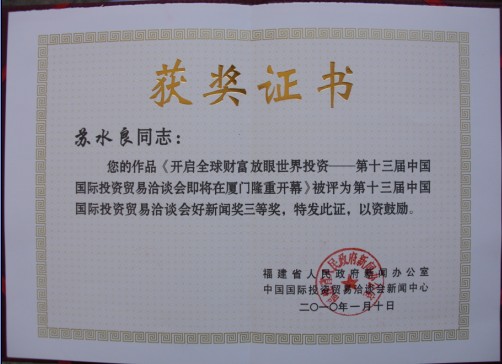 获奖证书
苏水良同志：
您的作品《开启全球财富放眼世界投资——第十三届中国
国际投资贸易洽谈会即将在厦门隆重开幕》被评为第十三届中国
国际投资贸易洽谈会好新闻奖三等奖，特发此证，以资鼓励。
福建省人民政府新闻办公室
中国国际投资贸易洽谈会新闻中心
二〇一〇年一月十日